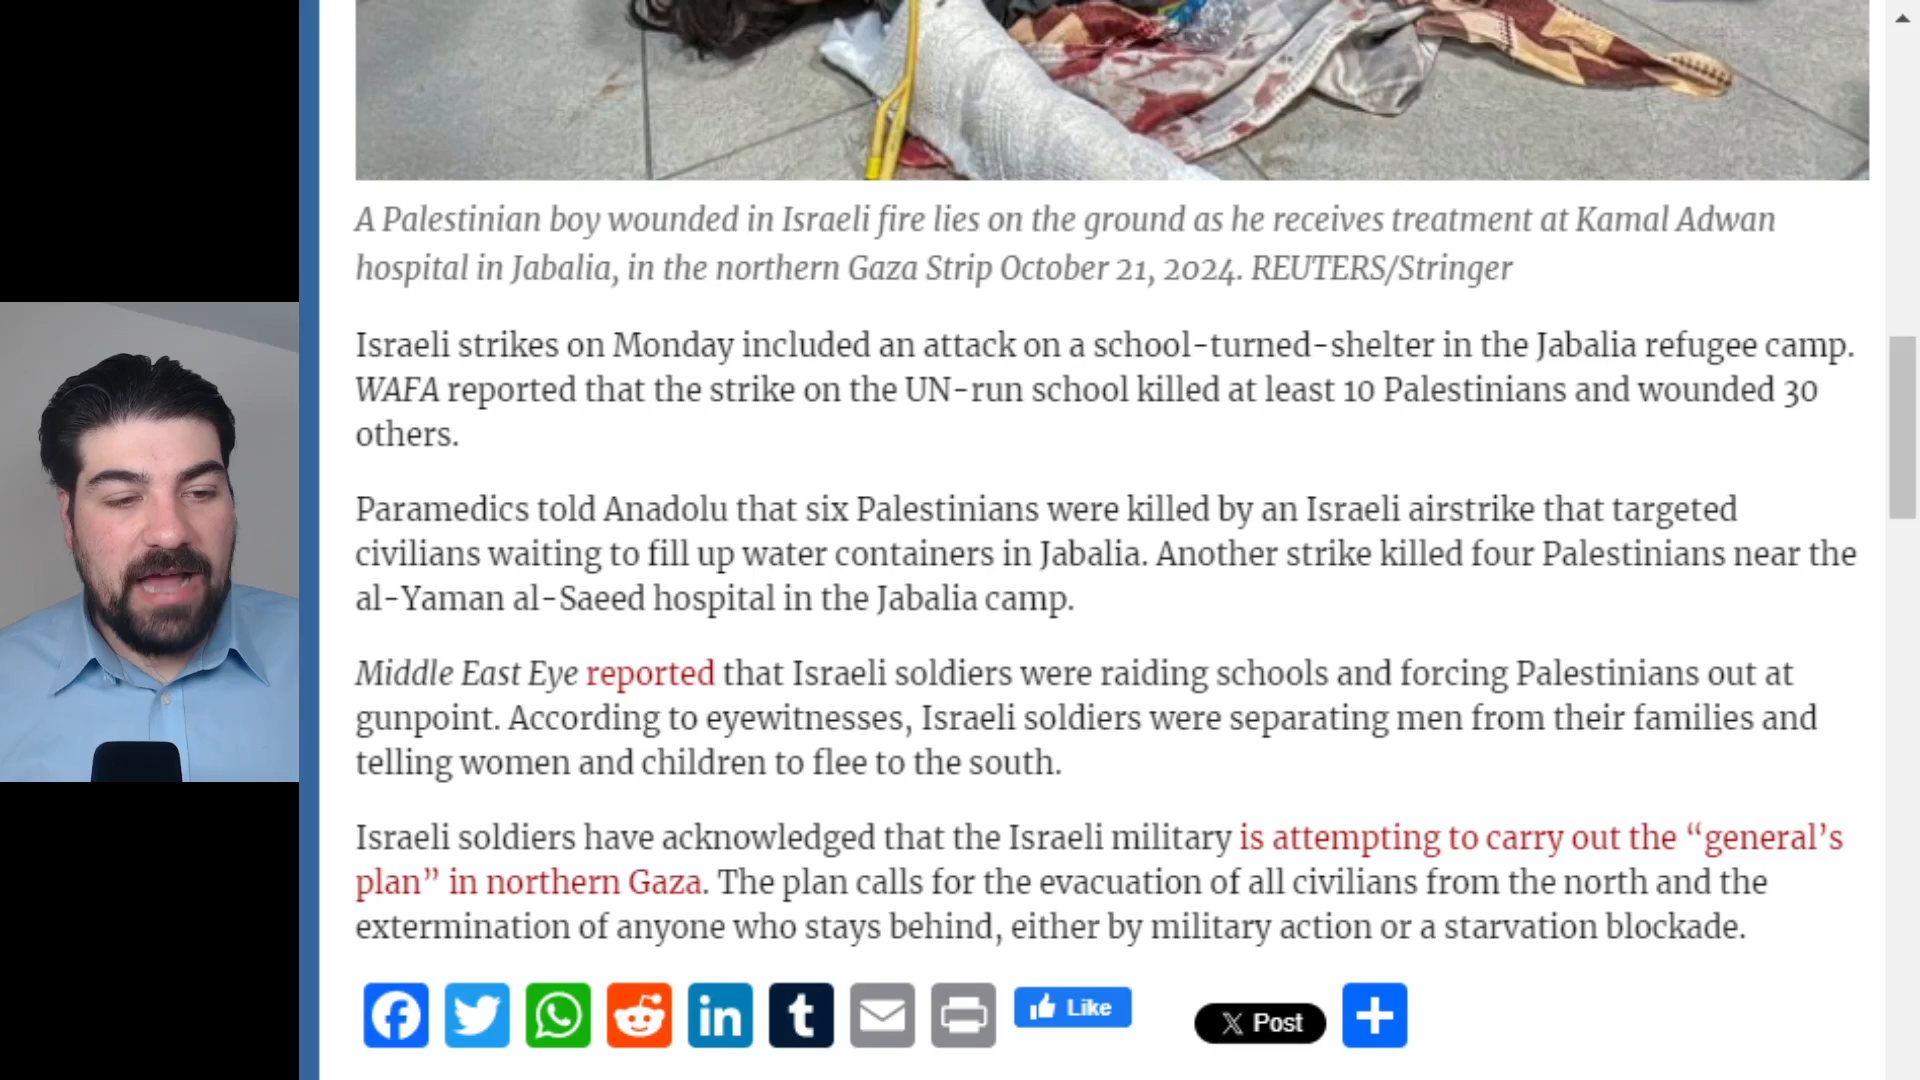 A Palestinian boy wounded in Israeli fire lies on the ground as he receives treatment at Kamal Adwan
hospital in Jabalia, in the northern Gaza Strip October 21, 2024. REUTERS/Stringer
Israeli strikes on Monday included an attack on a school-turned-shelter in the Jabalia refugee camp.
WAFA reported that the strike on the UN-run school killed at least 10 Palestinians and wounded 30
others.
Paramedics told Anadolu that six Palestinians were killed by an Israeli airstrike that targeted
civilians waiting to fill up water containers in Jabalia. Another strike killed four Palestinians near the
al-Yaman al-Saeed hospital in the Jabalia camp.
Middle East Eye reported that Israeli soldiers were raiding schools and forcing Palestinians out at
gunpoint. According to eyewitnesses, Israeli soldiers were separating men from their families and
telling women and children to flee to the south.
Israeli soldiers have acknowledged that the Israeli military is attempting to carry out the “general’s
plan” in northern Gaza. The plan calls for the evacuation of all civilians from the north and the
extermination of anyone who stays behind, either by military action or a starvation blockade.
Like
X Post